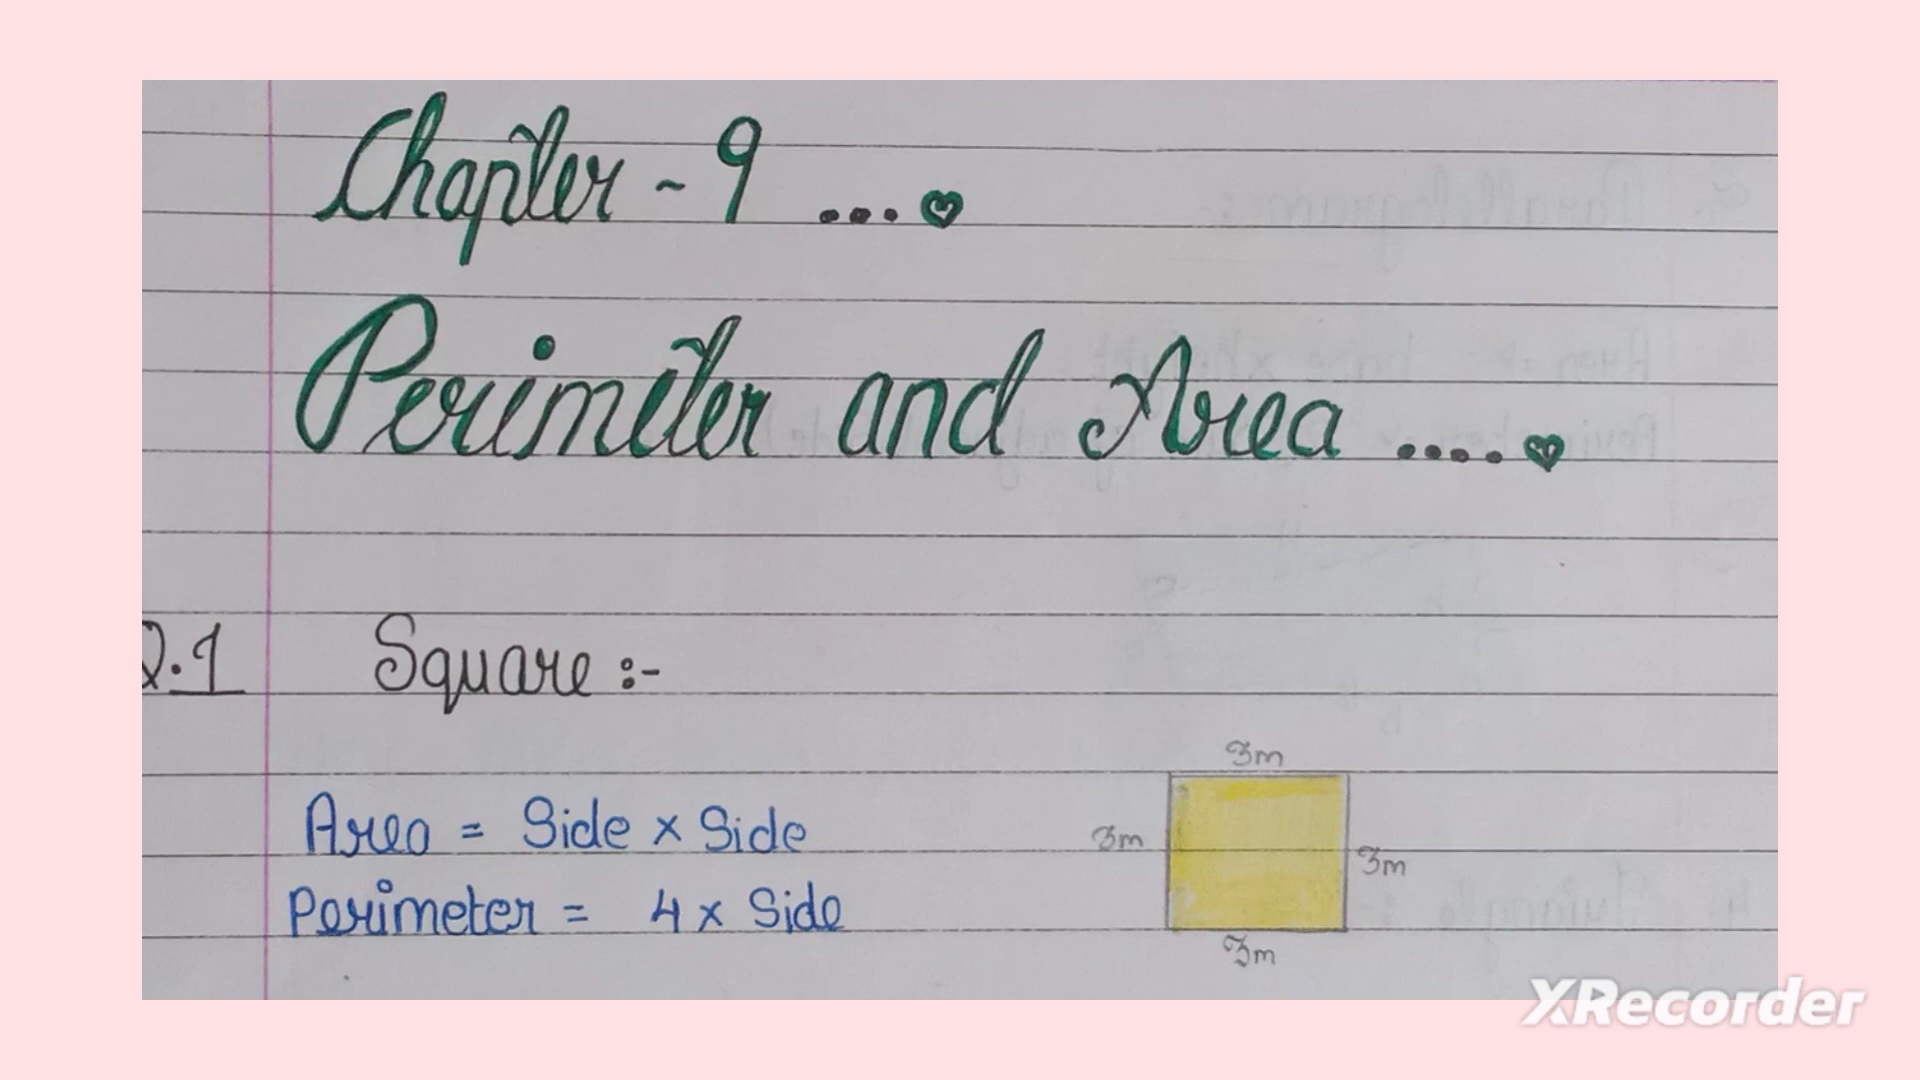 Chapter - 9 ...
Perimeter and Area ....
Q.1 Square :-
3m
Area = Side × Side
3m
3m
Perimeter = 4 × Side
3m
XRecorder